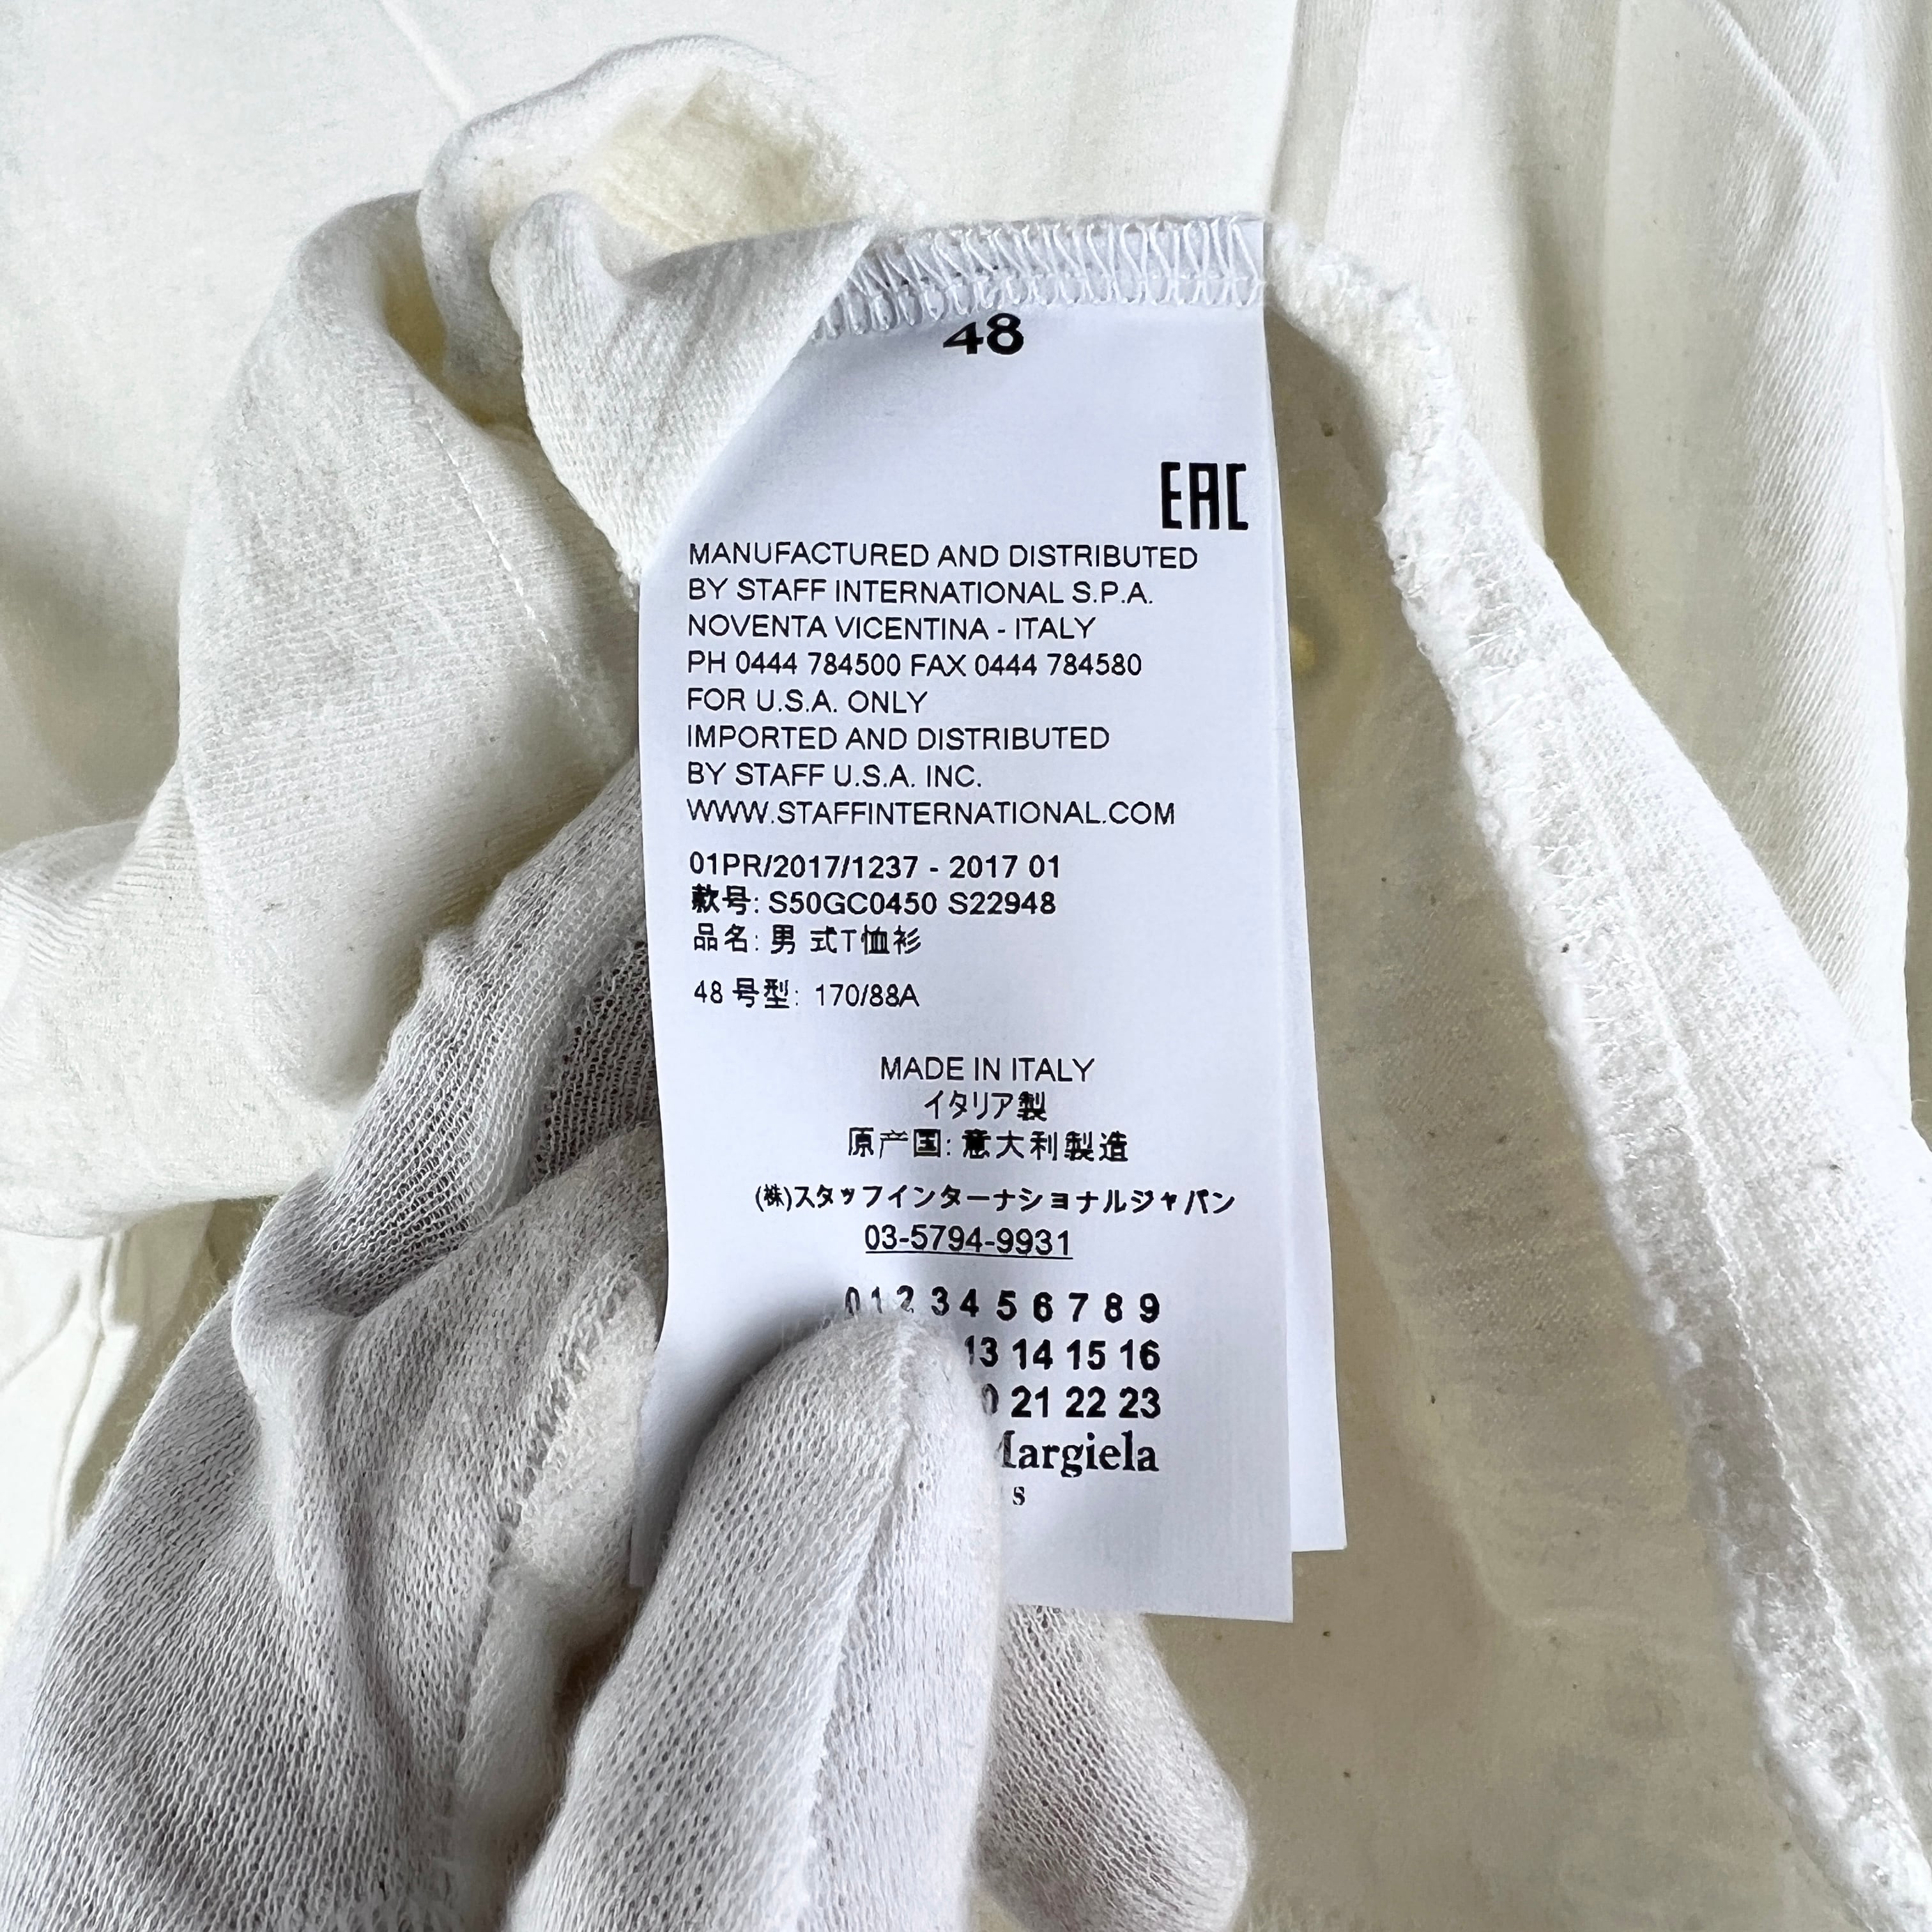 48
EAC
MANUFACTURED AND DISTRIBUTED
BY STAFF INTERNATIONAL S.P.A.
NOVENTA VICENTINA - ITALY
PH 0444 784500 FAX 0444 784580
FOR U.S.A. ONLY
IMPORTED AND DISTRIBUTED
BY STAFF U.S.A. INC.
WWW.STAFFINTERNATIONAL.COM
01PR/2017/1237 - 2017 01
款号: S50GC0450 S22948
品名: 男 式T恤衫
48 号型: 170/88A
MADE IN ITALY
イタリア製
原产国: 意大利製造
(株)スタッフインターナショナルジャパン
03-5794-9931
0 1 2 3 4 5 6 7 8 9
13 14 15 16
21 22 23
Margiela